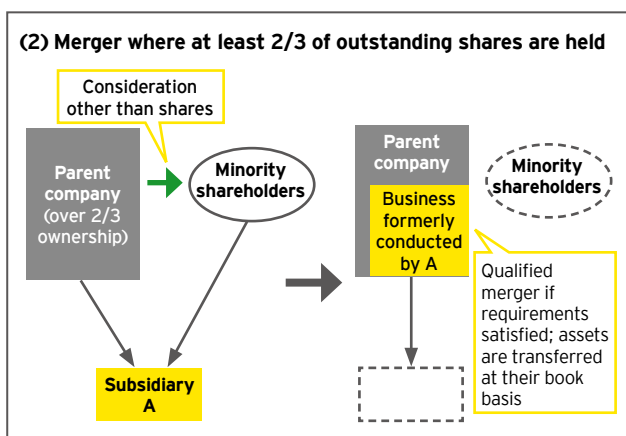 (2) Merger where at least 2/3 of outstanding shares are held
Consideration
other than shares
Parent
company
(over 2/3
ownership)
Minority
shareholders
Subsidiary
A
Parent
company
Business
formerly
conducted
by A
Minority
shareholders
Qualified
merger if
requirements
satisfied; assets
are transferred
at their book
basis